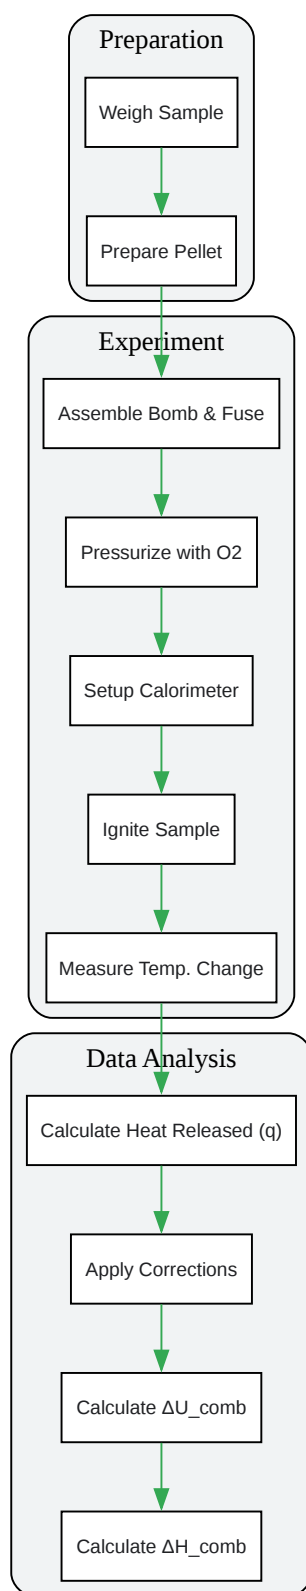 Preparation
Weigh Sample
Prepare Pellet
Experiment
Assemble Bomb & Fuse
Pressurize with O2
Setup Calorimeter
Ignite Sample
Measure Temp. Change
Data Analysis
Calculate Heat Released (q)
Apply Corrections
Calculate ΔU_comb
Calculate ΔH_comb